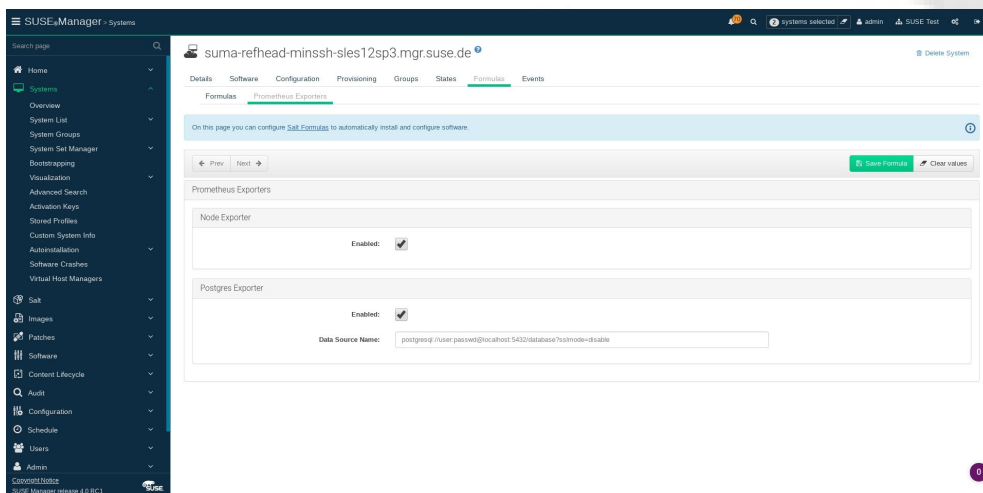 SUSE®Manager > Systems
2 systems selected
admin
SUSE Test
Search page
Home
Systems
Overview
System List
System Groups
System Set Manager
Bootstrapping
Visualization
Advanced Search
Activation Keys
Stored Profiles
Custom System Info
Autoinstallation
Software Crashes
Virtual Host Managers
Salt
Images
Patches
Software
Content Lifecycle
Audit
Configuration
Schedule
Users
Admin
Copyright Notice
SUSE Manager release 4.0 RC1
SUSE
suma-refhead-minssh-sles12sp3.mgr.suse.de ?
Delete System
Details Software Configuration Provisioning Groups States Formulas Events
Formulas Prometheus Exporters
On this page you can configure Salt Formulas to automatically install and configure software.
Prev Next
Save Formula Clear values
Prometheus Exporters
Node Exporter
Enabled:
Postgres Exporter
Enabled:
Data Source Name: postgresql://user:passwd@localhost:5432/database?sslmode=disable
0